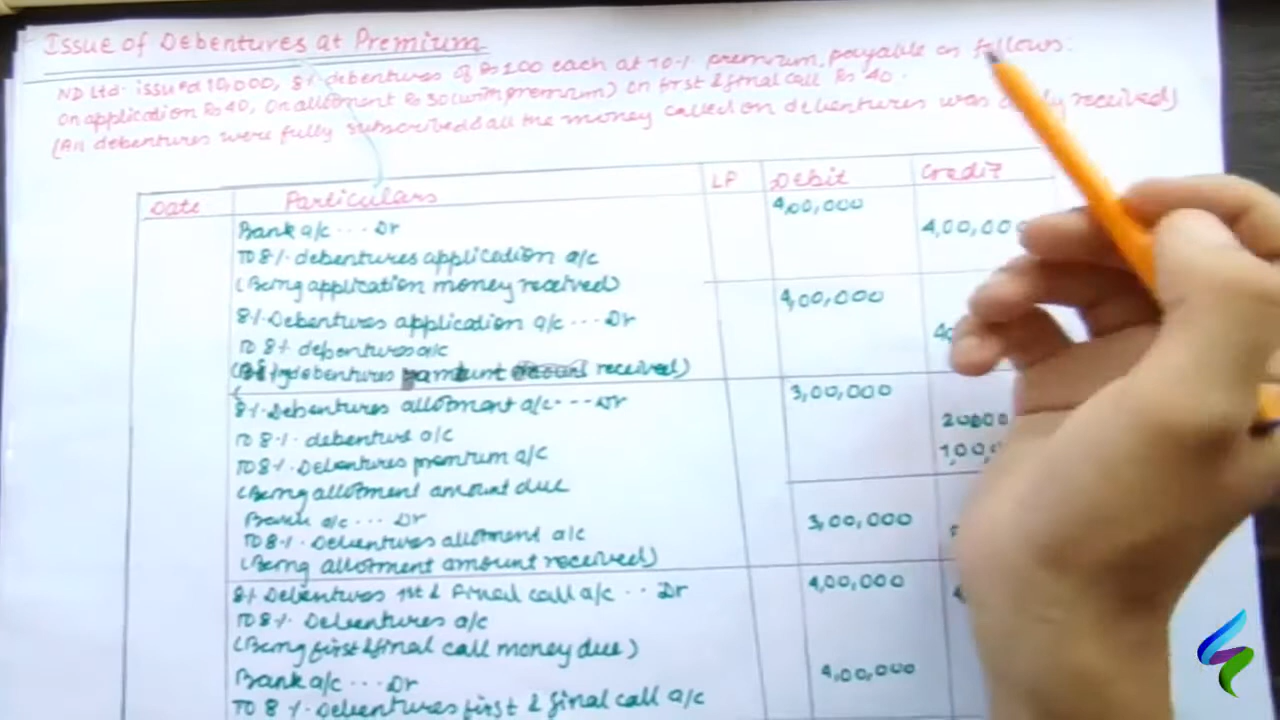 Issue of Debentures at Premium
ND Ltd. issued 10,000, 8% debentures of Rs 100 each at 10% premium, payable as follows:
on application Rs 40, on allotment Rs 30 (with premium) on first & final call Rs 40.
(All debentures were fully subscribed & all the money called on debentures was received)
Date Particulars LF Debit Credit
Bank a/c ... Dr 4,00,000
To 8% debentures application a/c 4,00,000
(Being application money received)
8% Debentures application a/c ... Dr 4,00,000
To 8% debentures a/c
debentures amount received)
8% Debentures allotment a/c --- Dr 3,00,000
To 8% debenture a/c 20000
To 8% Debentures premium a/c 1,00,
(Being allotment amount due
Bank a/c ... Dr 3,00,000
To 8% Debentures allotment a/c
(Being allotment amount received)
8% Debentures 1st & Final call a/c .. Dr 4,00,000
To 8% Debentures a/c
(Being first & final call money due)
Bank a/c ... Dr 4,00,000
To 8% Debentures first & final call a/c